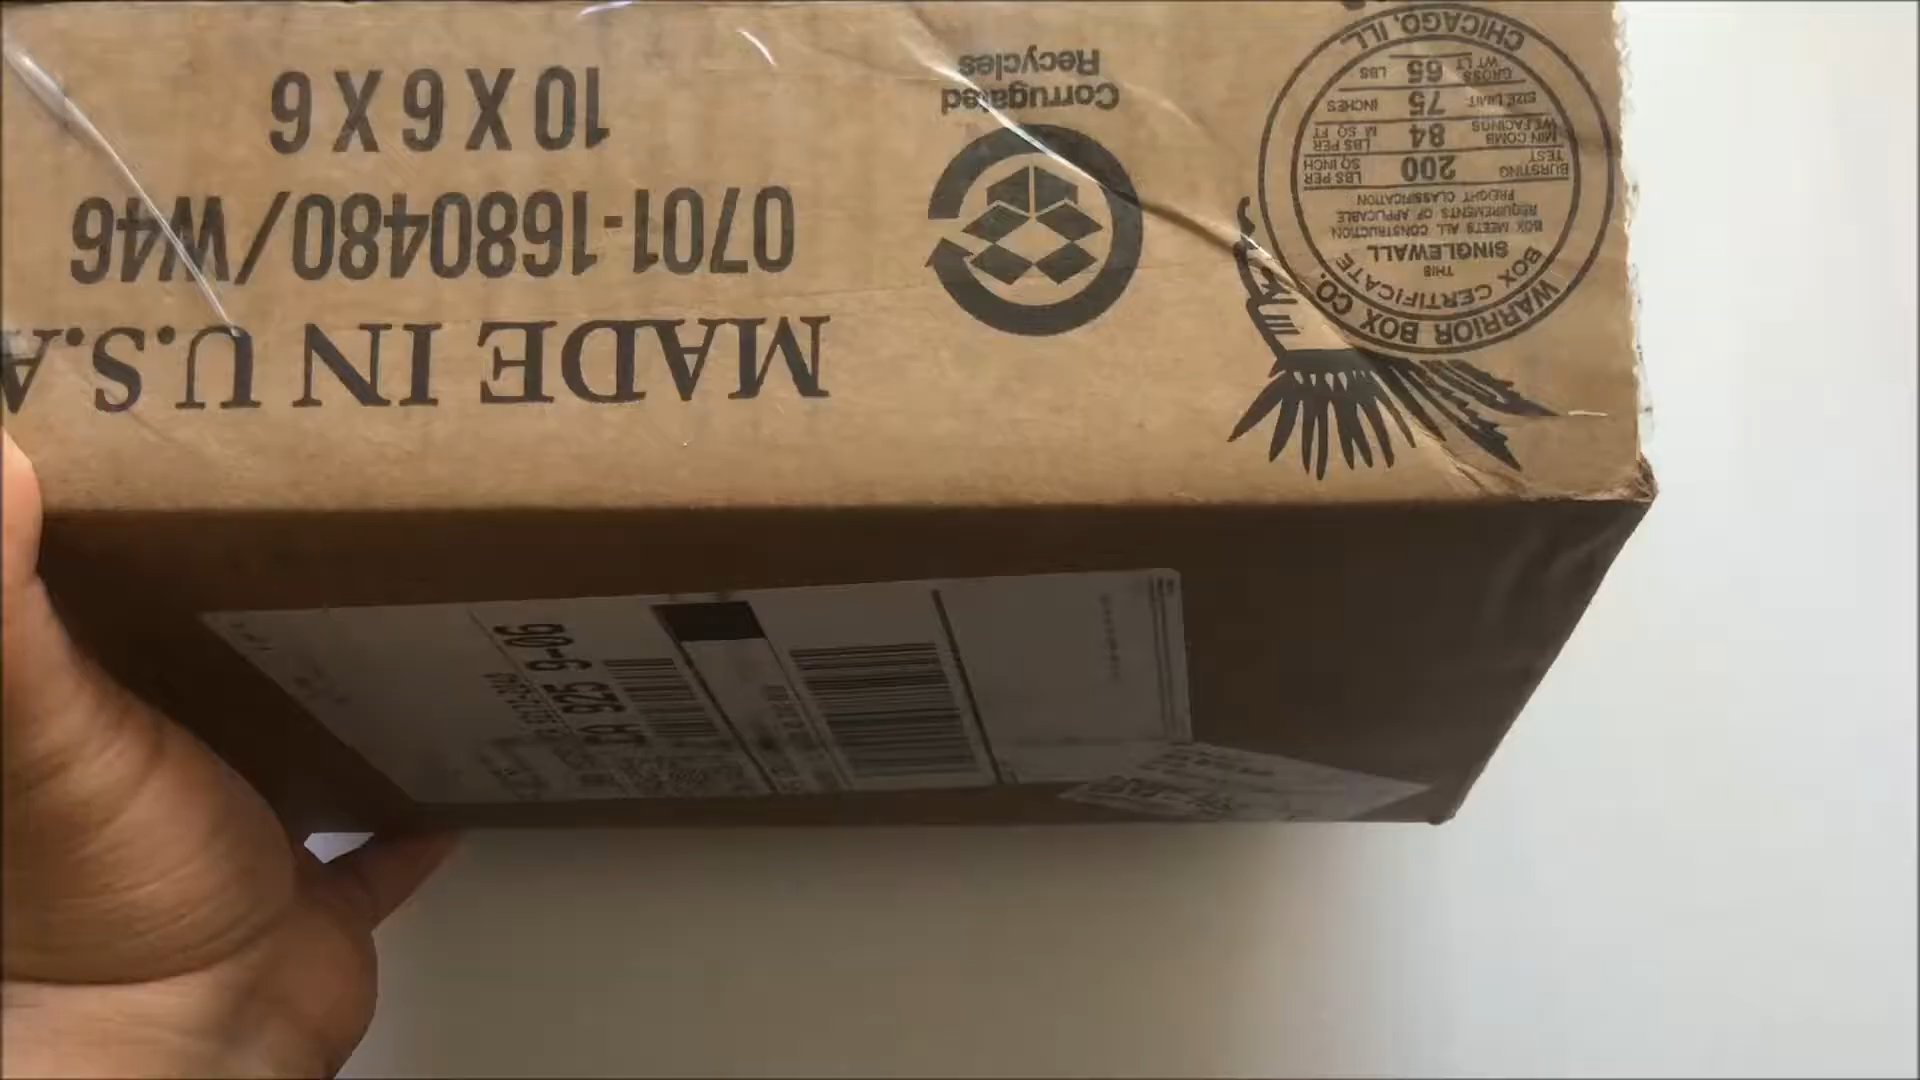 MADE IN U.S.A
0701-1680480/W46
10 X 6 X 6
Corrugated
Recycles
WARRIOR BOX CO.
BOX CERTIFICATE
THIS
SINGLEWALL
BOX MEETS ALL CONSTRUCTION
REQUIREMENTS OF APPLICABLE
FREIGHT CLASSIFICATION
BURSTING TEST 200 LBS PER SQ INCH
MIN COMB WT FACINGS 84 LBS PER M SQ FT
SIZE LIMIT 75 INCHES
GROSS WT LT 65 LBS
CHICAGO, ILL.
CA 925 9-06